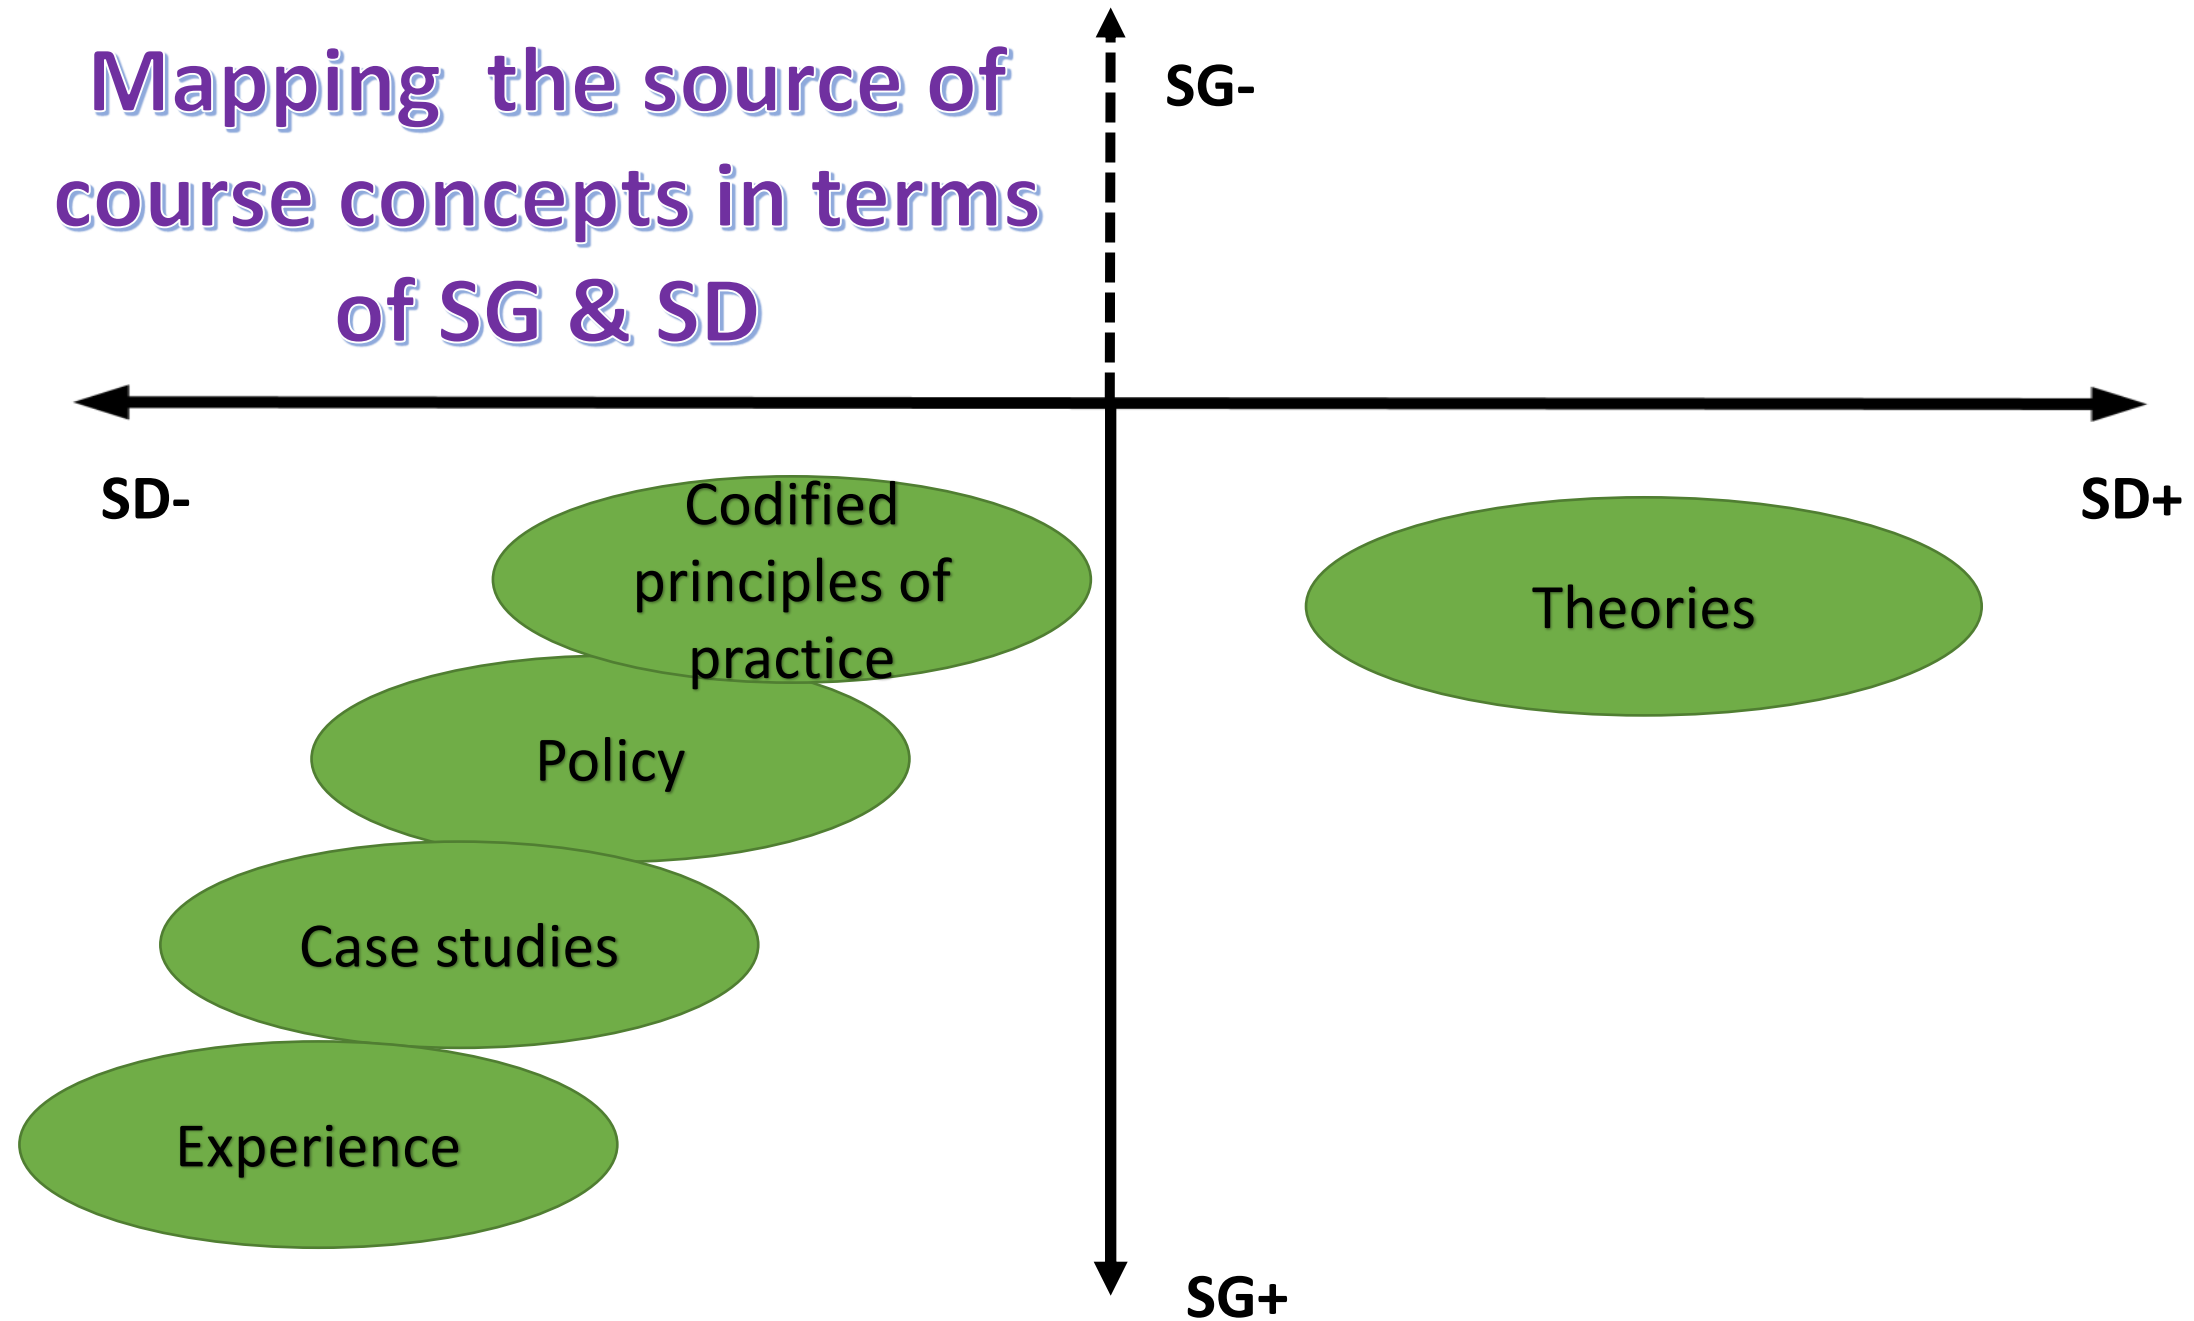 Mapping  the source of
course concepts in terms
of SG & SD
SG-
SD-
SD+
Codified
principles of
practice
Theories
Policy
Case studies
Experience
SG+